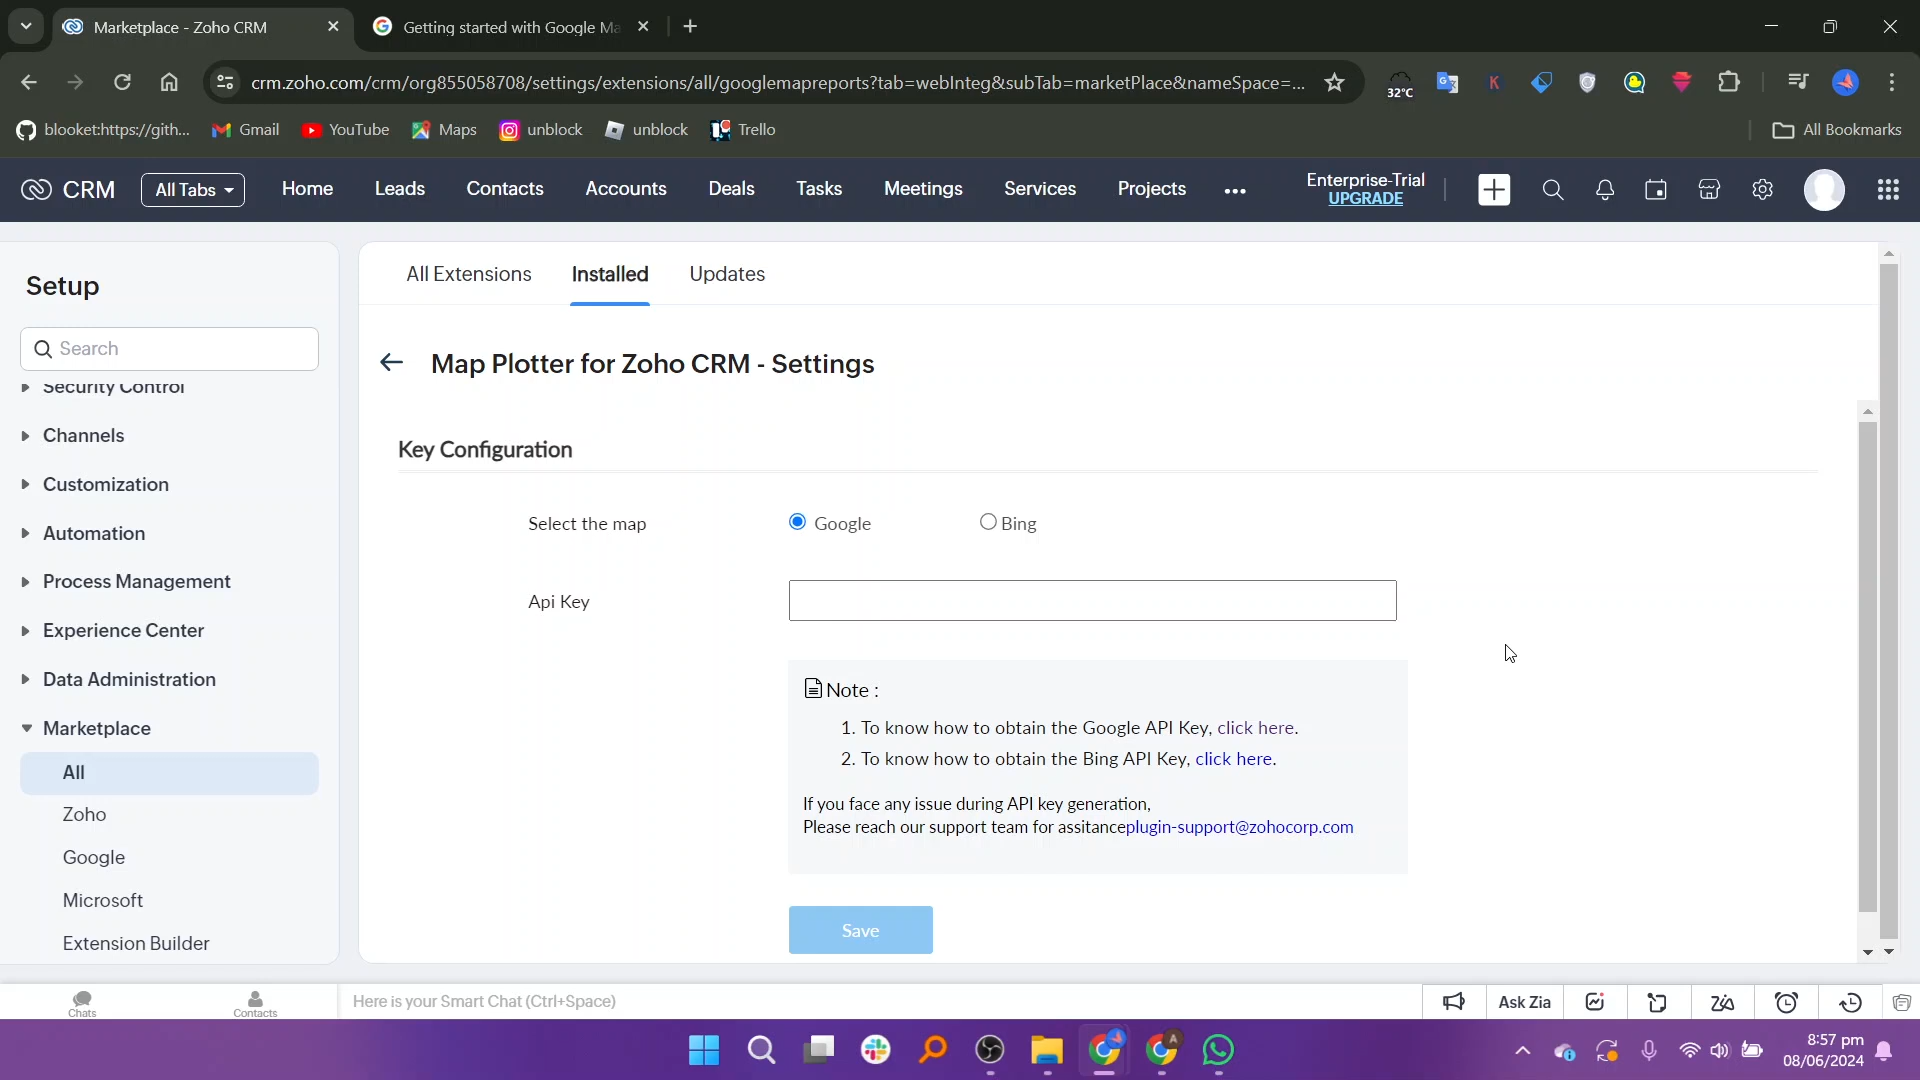 Marketplace - Zoho CRM
Getting started with Google Ma
crm.zoho.com/crm/org855058708/settings/extensions/all/googlemapreports?tab=webInteg&subTab=marketPlace&nameSpace=...
32°C
blooket:https://gith...
Gmail
YouTube
Maps
unblock
unblock
Trello
All Bookmarks
CRM
All Tabs
Home
Leads
Contacts
Accounts
Deals
Tasks
Meetings
Services
Projects
...
Enterprise-Trial
UPGRADE
Setup
Search
Security Control
Channels
Customization
Automation
Process Management
Experience Center
Data Administration
Marketplace
All
Zoho
Google
Microsoft
Extension Builder
All Extensions
Installed
Updates
Map Plotter for Zoho CRM - Settings
Key Configuration
Select the map
Google
Bing
Api Key
Note :
1. To know how to obtain the Google API Key, click here.
2. To know how to obtain the Bing API Key, click here.
If you face any issue during API key generation,
Please reach our support team for assitanceplugin-support@zohocorp.com
Save
Chats
Contacts
Here is your Smart Chat (Ctrl+Space)
Ask Zia
8:57 pm
08/06/2024